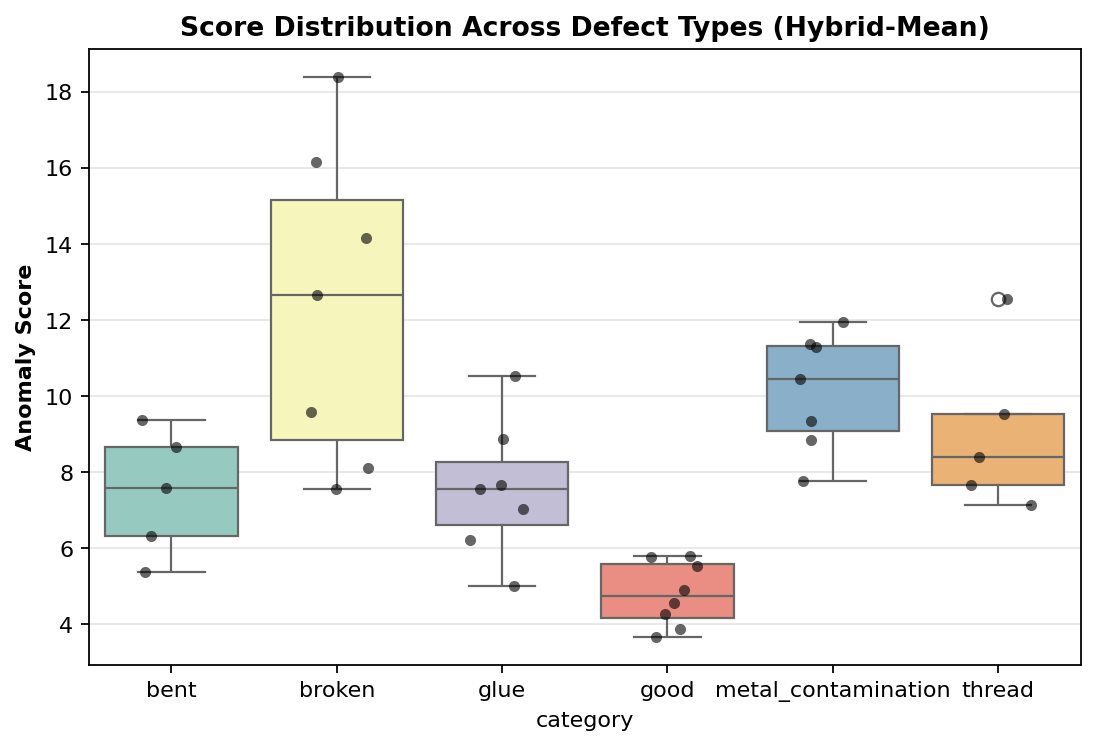 Score Distribution Across Defect Types (Hybrid-Mean)
Anomaly Score
18
16
14
12
10
8
6
4
bent broken glue good metal_contamination thread
category